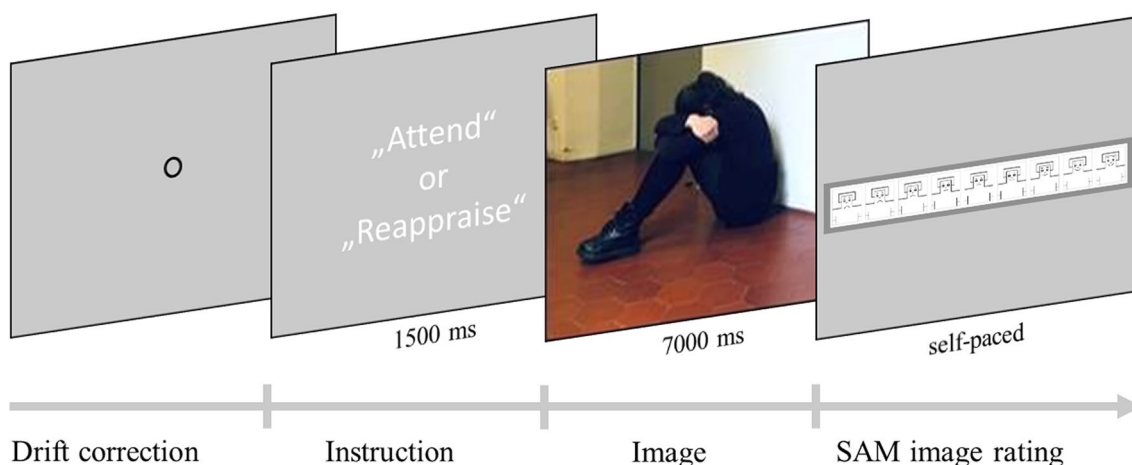 „Attend“
or
„Reappraise“
1500 ms
7000 ms
self-paced
Drift correction
Instruction
Image
SAM image rating